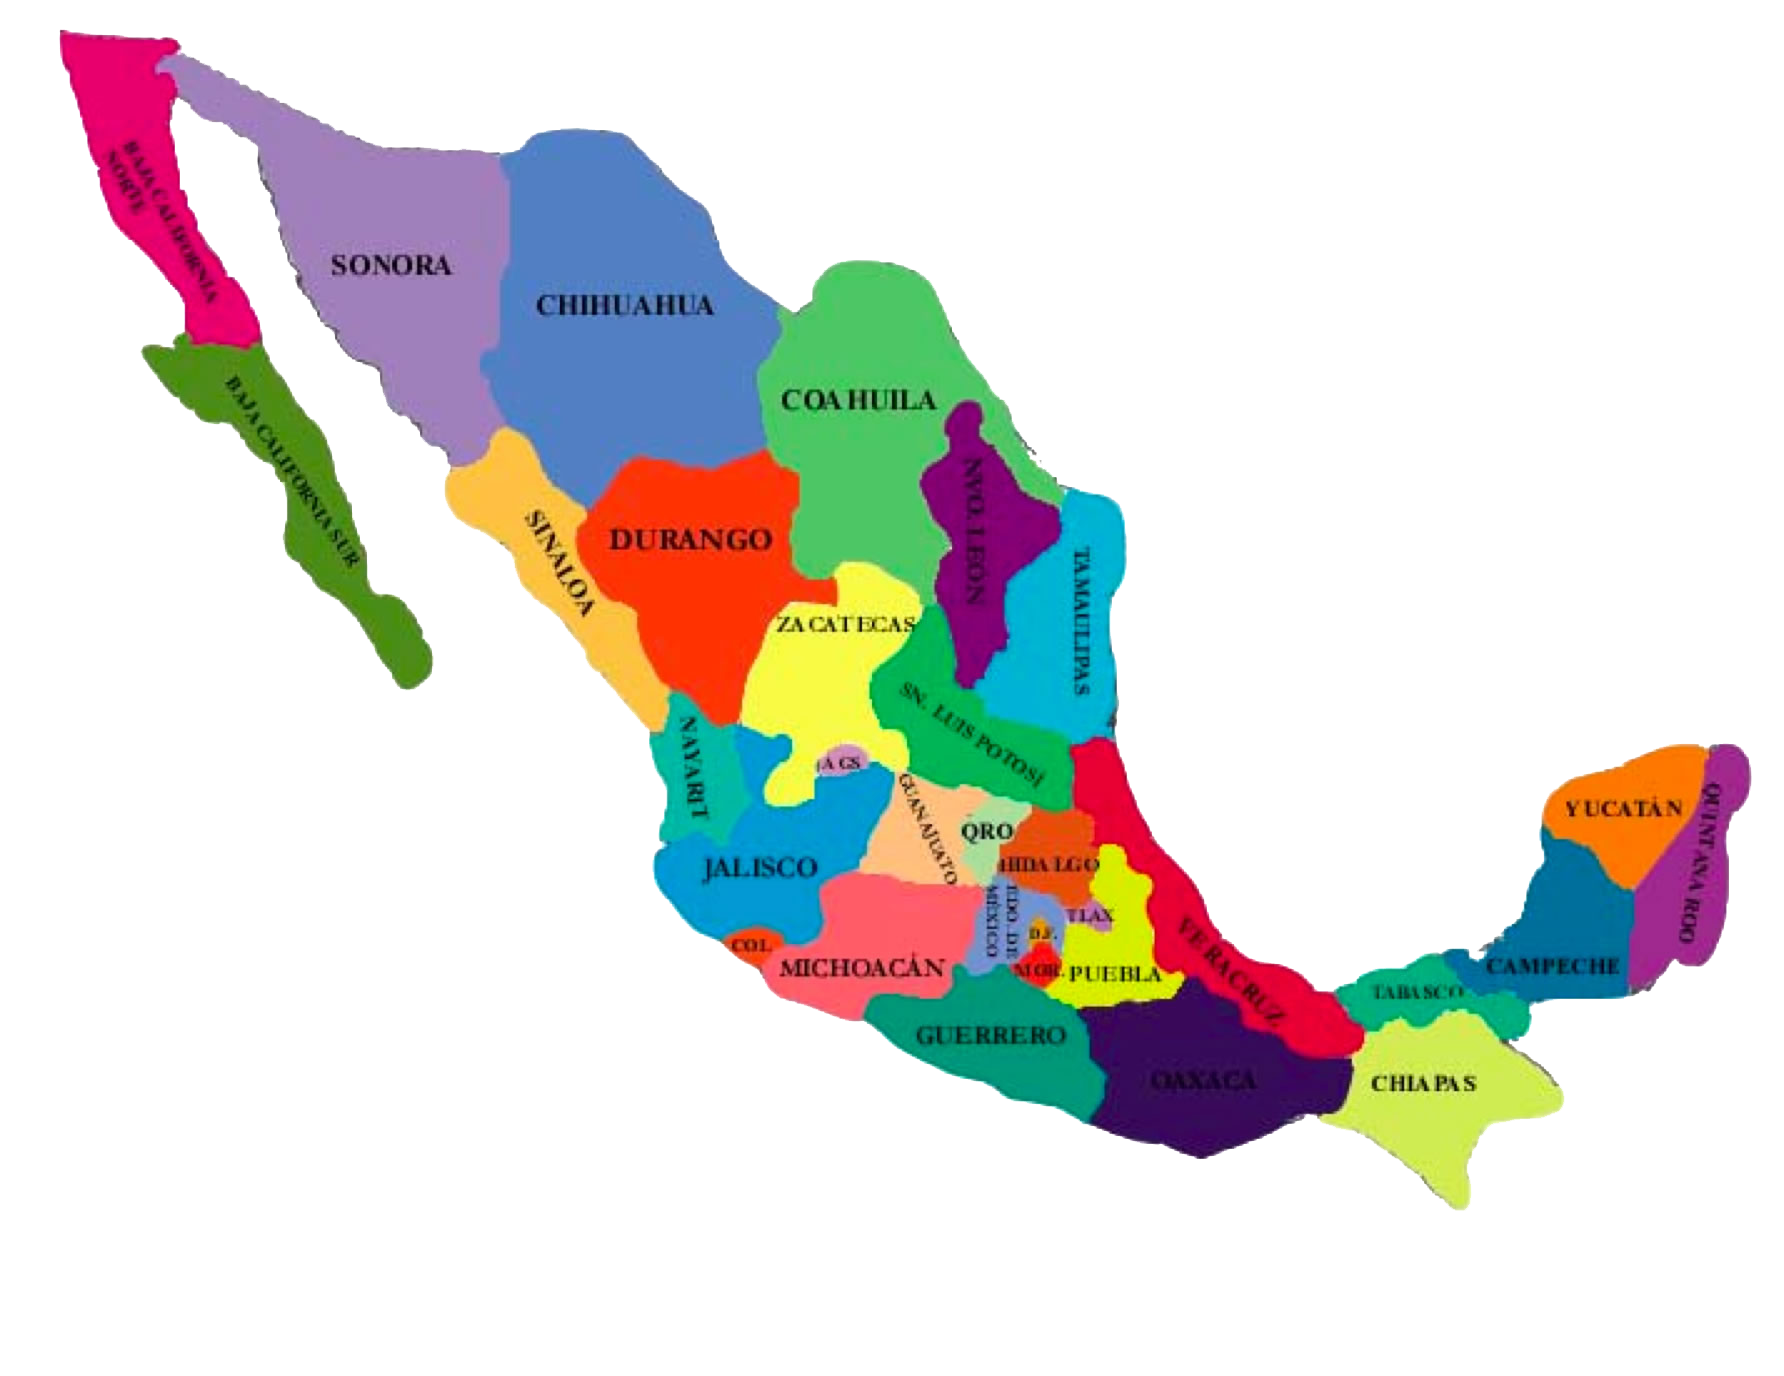 BAJA CALIFORNIA
NORTE
SONORA
CHIHUAHUA
COAHUILA
BAJA CALIFORNIA SUR
NVO. LEÓN
SINALOA
DURANGO
TAMAULIPAS
ZACATECAS
SN. LUIS POTOSÍ
NAYARIT
AGS
GUANAJUATO
QRO
YUCATÁN
QUINTANA ROO
JALISCO
HIDALGO
EDO. DE
MÉXICO
TLAX
D.F.
COL
MICHOACÁN
MOR.
PUEBLA
VERACRUZ
CAMPECHE
TABASCO
GUERRERO
OAXACA
CHIAPAS